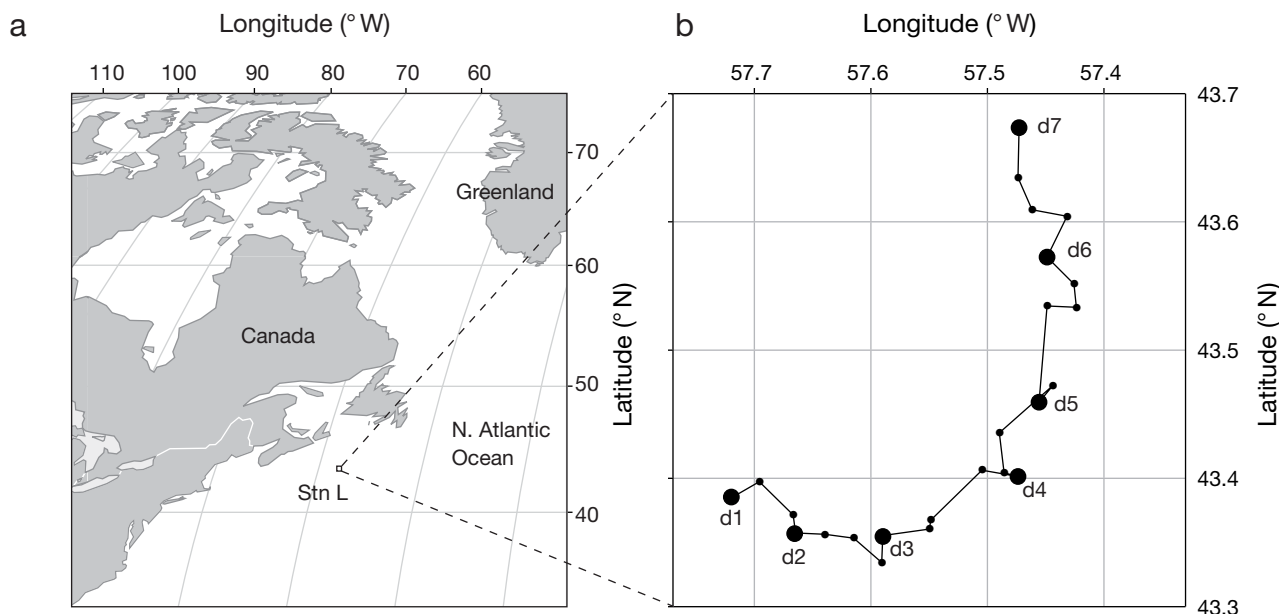 a
Longitude (° W)
110 100 90 80 70 60
70
Greenland
60
Canada
50
N. Atlantic
Ocean
Stn L
40
Latitude (° N)
b
Longitude (° W)
57.7 57.6 57.5 57.4
43.7
d7
43.6
d6
43.5
d5
43.4
d4
d1
d2
d3
43.3
Latitude (° N)